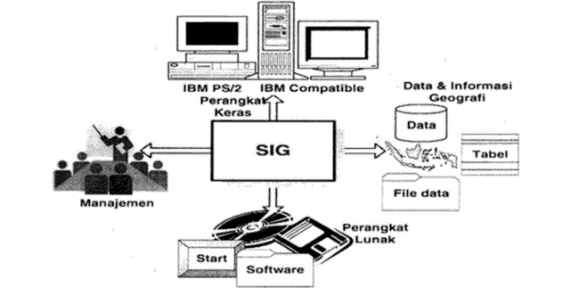 IBM PS/2 IBM Compatible
Perangkat
Keras
Data & Informasi
Geografi
Data
Tabel
File data
SIG
Manajemen
Perangkat
Lunak
Start
Software